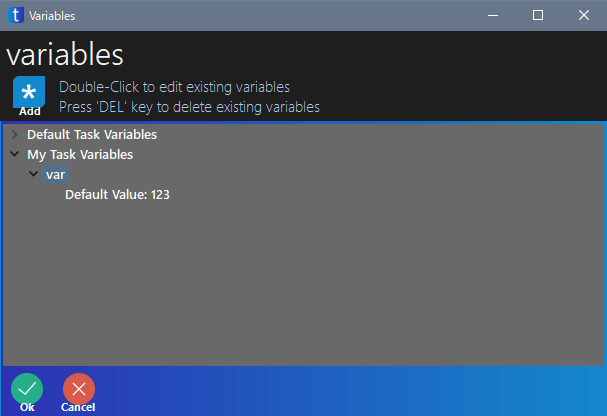 Variables
variables
Double-Click to edit existing variables
Press 'DEL' key to delete existing variables
Add
Default Task Variables
My Task Variables
var
Default Value: 123
Ok
Cancel